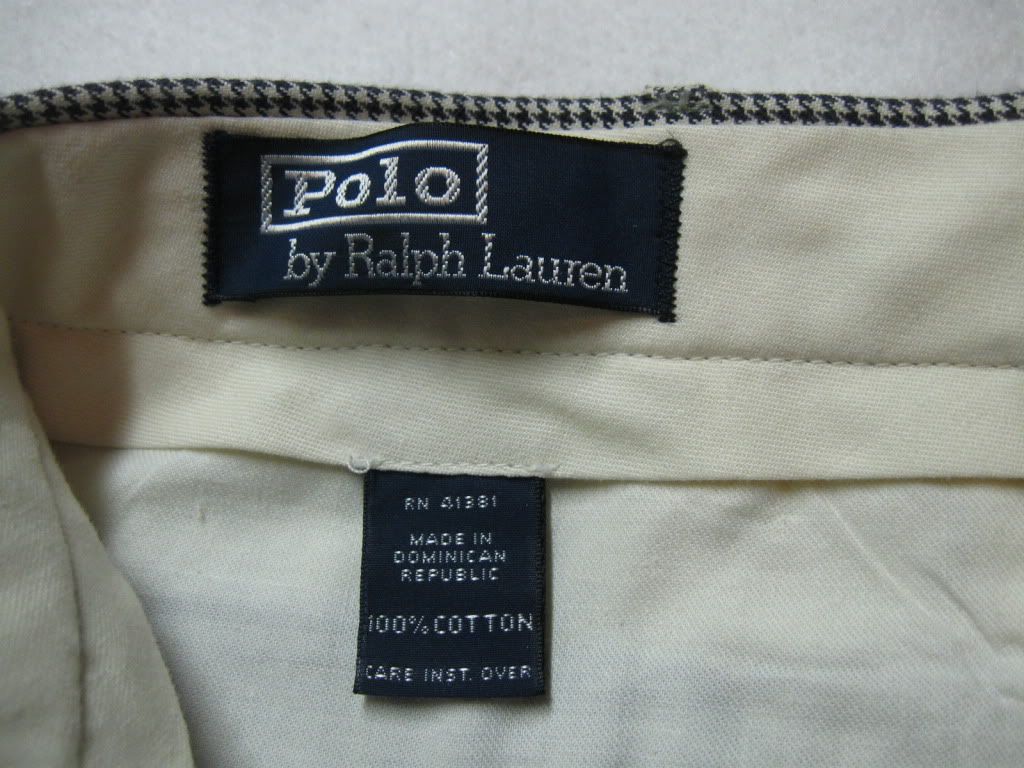 Polo
by Ralph Lauren
RN 41381
MADE IN
DOMINICAN
REPUBLIC
100% COTTON
CARE INST. OVER